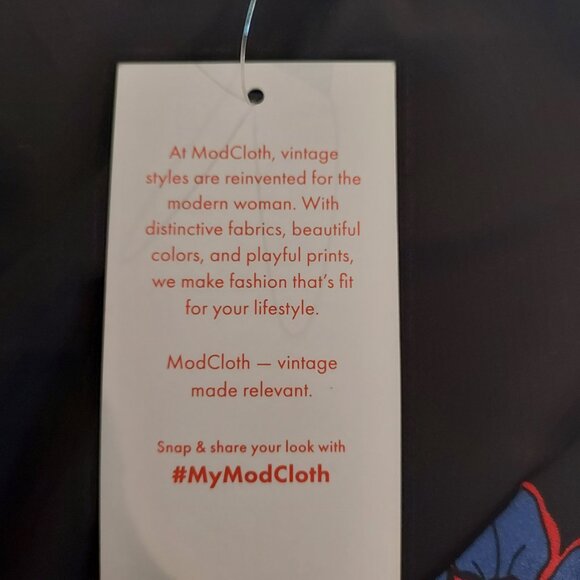 At ModCloth, vintage
styles are reinvented for the
modern woman. With
distinctive fabrics, beautiful
colors, and playful prints,
we make fashion that's fit
for your lifestyle.
ModCloth — vintage
made relevant.
Snap & share your look with
#MyModCloth